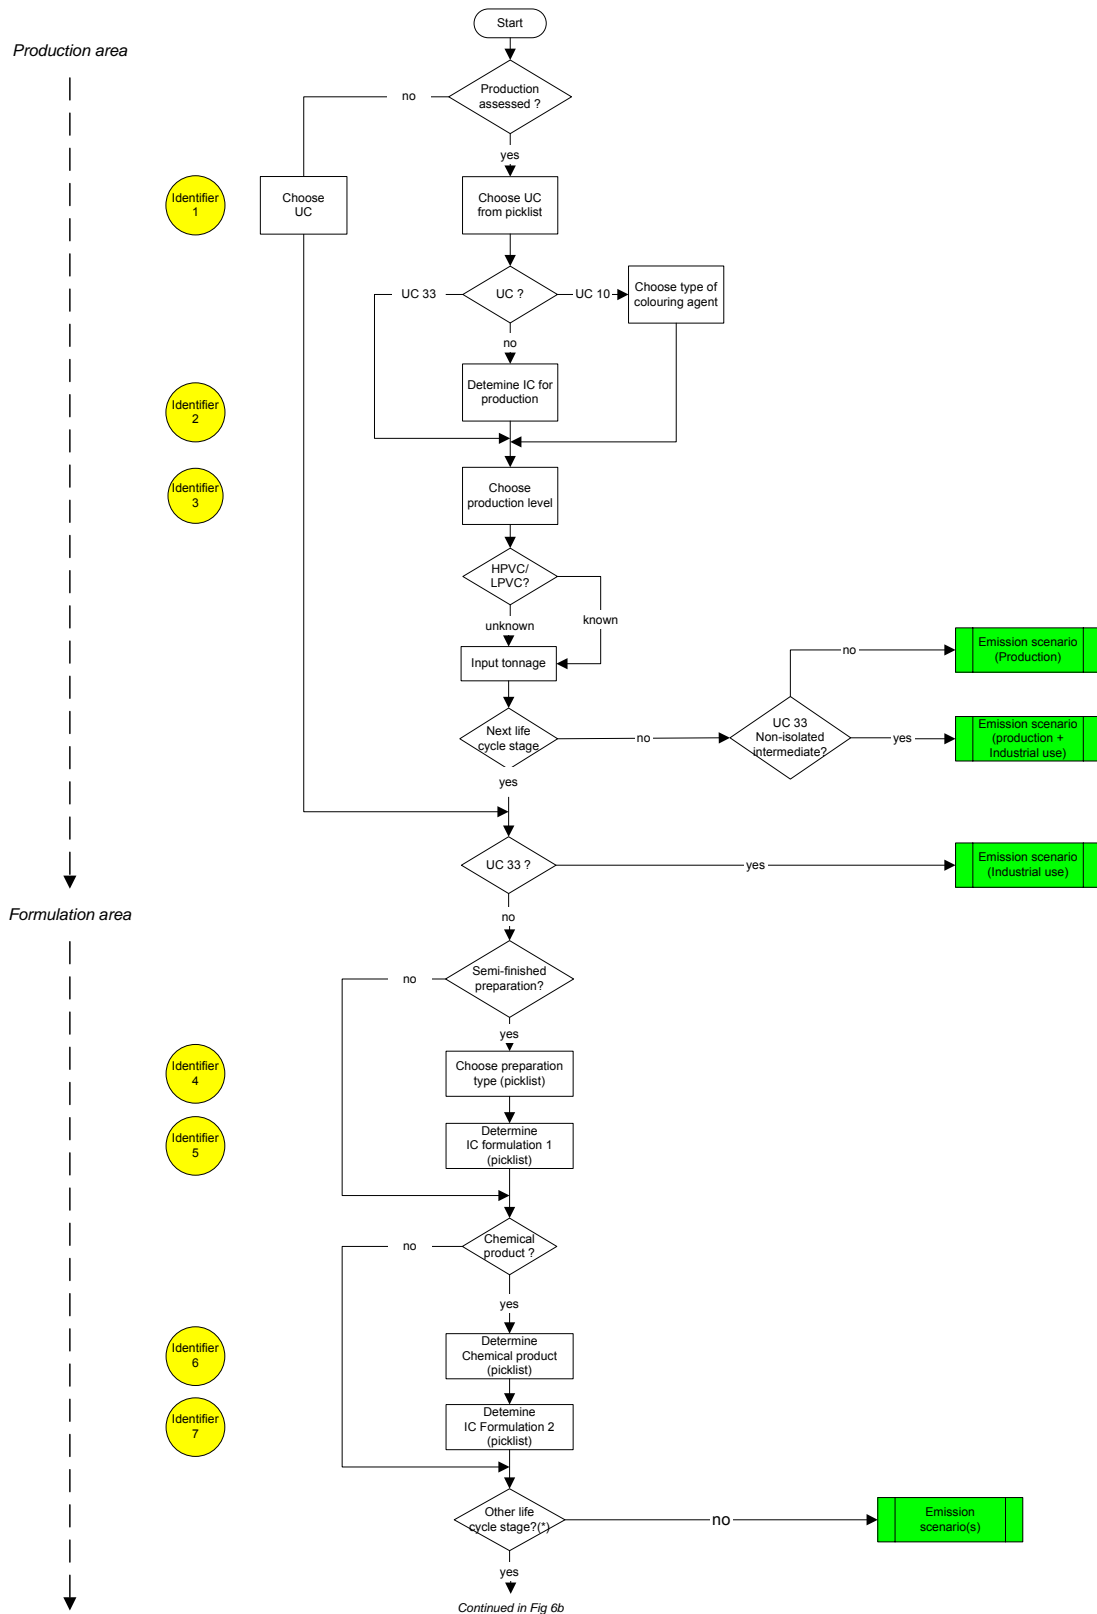 Start
Production area
Production
assessed ?
no
yes
Identifier
1
Choose
UC
Choose UC
from picklist
UC 33
UC ?
UC 10
Choose type of
colouring agent
no
Detemine IC for
production
Identifier
2
Identifier
3
Choose
production level
HPVC/
LPVC?
unknown
known
Input tonnage
no
Emission scenario
(Production)
Next life
cycle stage
no
UC 33
Non-isolated
intermediate?
yes
Emission scenario
(production +
Industrial use)
yes
UC 33 ?
yes
Emission scenario
(Industrial use)
Formulation area
no
no
Semi-finished
preparation?
yes
Identifier
4
Choose preparation
type (picklist)
Identifier
5
Determine
IC formulation 1
(picklist)
no
Chemical
product ?
yes
Identifier
6
Determine
Chemical product
(picklist)
Identifier
7
Detemine
IC Formulation 2
(picklist)
Other life
cycle stage?(*)
no
Emission
scenario(s)
yes
Continued in Fig 6b